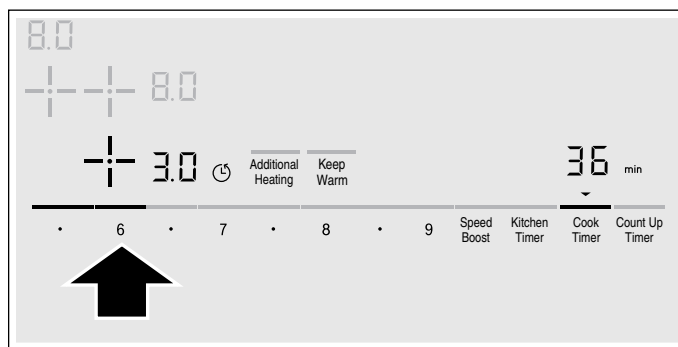 8.0
8.0
3.0 Additional Heating Keep Warm 36 min
· 6 · 7 · 8 · 9 Speed Boost Kitchen Timer Cook Timer Count Up Timer